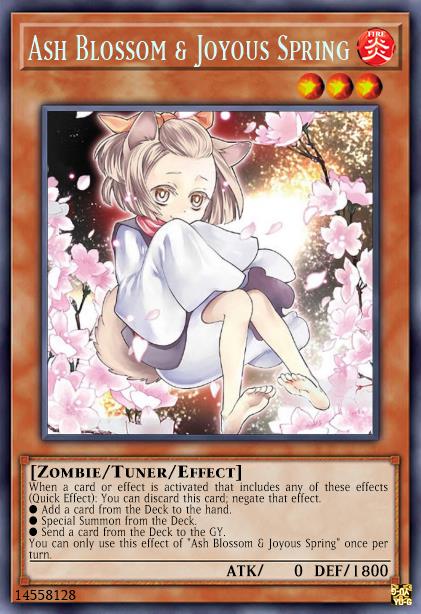 ASH BLOSSOM & JOYOUS SPRING
FIRE
炎
[ZOMBIE/TUNER/EFFECT]
When a card or effect is activated that includes any of these effects
(Quick Effect): You can discard this card; negate that effect.
● Add a card from the Deck to the hand.
● Special Summon from the Deck.
● Send a card from the Deck to the GY.
You can only use this effect of "Ash Blossom & Joyous Spring" once per
turn.
ATK/ 0 DEF/1800
14558128